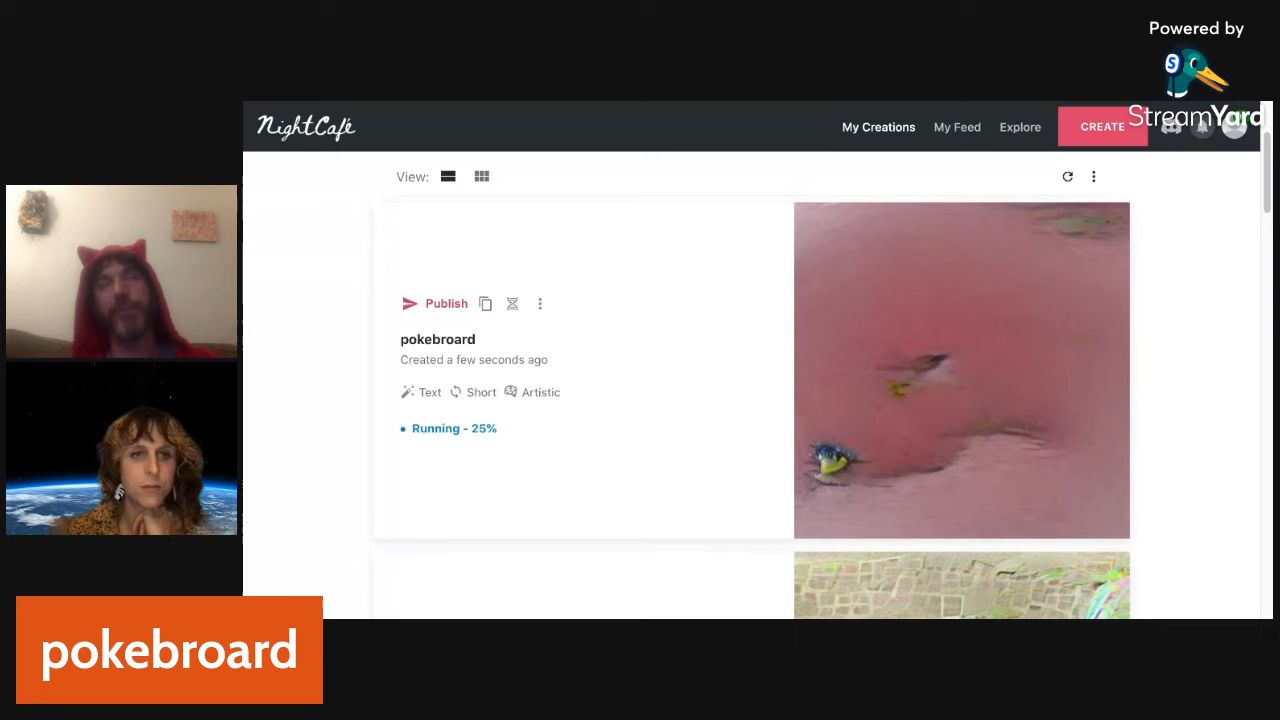 Powered by
StreamYard
NightCafé
My Creations
My Feed
Explore
CREATE
View:
Publish
pokebroard
Created a few seconds ago
Text
Short
Artistic
Running - 25%
pokebroard